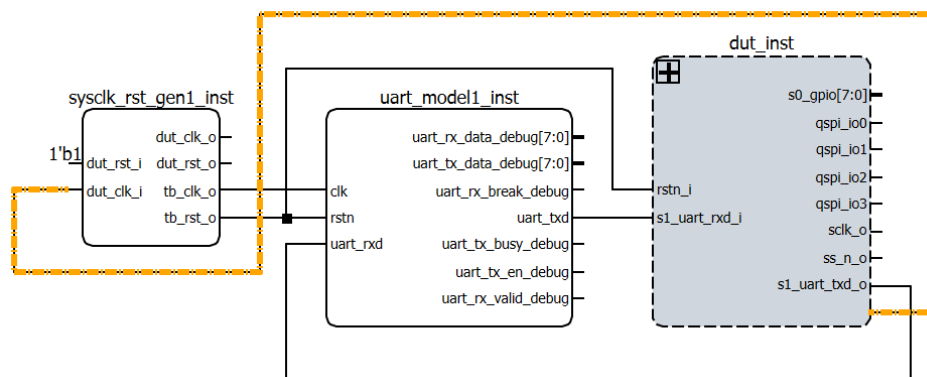 dut_inst
sysclk_rst_gen1_inst
uart_model1_inst
dut_clk_o
1'b1
dut_rst_i
dut_rst_o
dut_clk_i
tb_clk_o
tb_rst_o
uart_rx_data_debug[7:0]
uart_tx_data_debug[7:0]
clk
uart_rx_break_debug
rstn
uart_txd
uart_rxd
uart_tx_busy_debug
uart_tx_en_debug
uart_rx_valid_debug
s0_gpio[7:0]
qspi_io0
qspi_io1
qspi_io2
rstn_i
qspi_io3
s1_uart_rxd_i
sclk_o
ss_n_o
s1_uart_txd_o